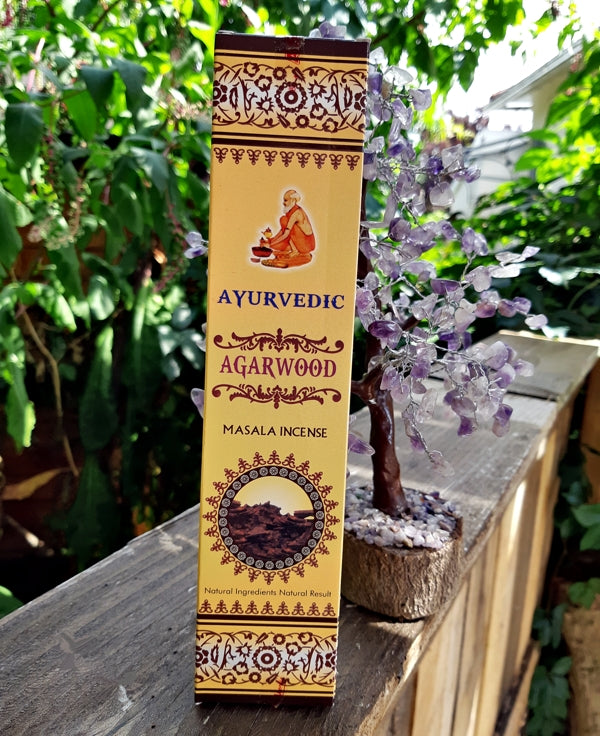 AYURVEDIC
AGARWOOD
MASALA INCENSE
Natural Ingredients Natural Result